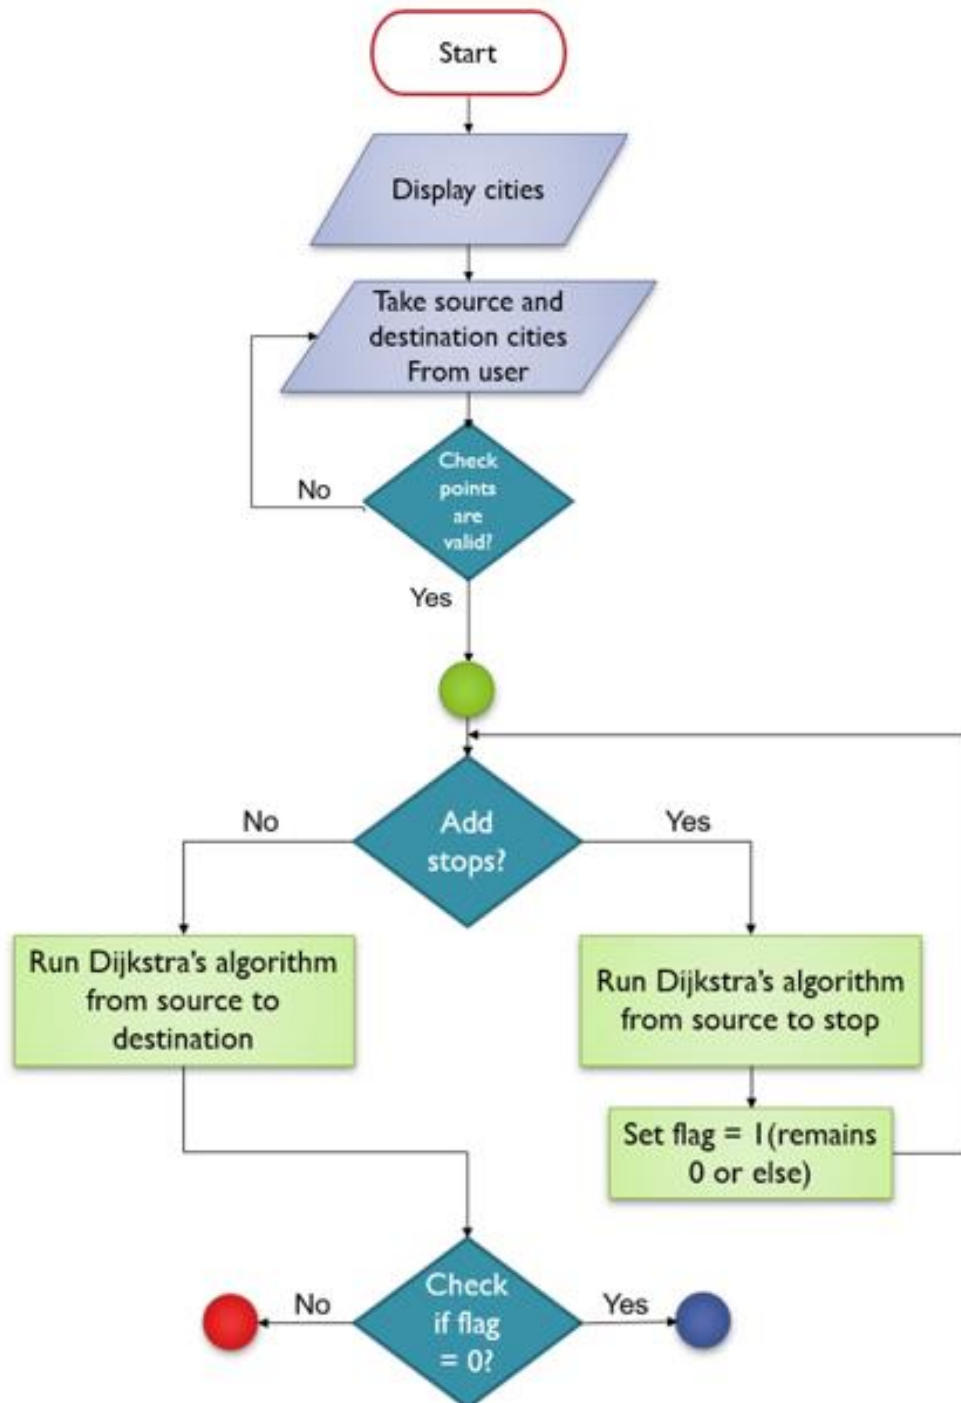 Start
Display cities
Take source and
destination cities
From user
Check
points
are
valid?
No
Yes
Add
stops?
No
Yes
Run Dijkstra's algorithm
from source to
destination
Run Dijkstra's algorithm
from source to stop
Set flag = 1(remains
0 or else)
Check
if flag
= 0?
No
Yes